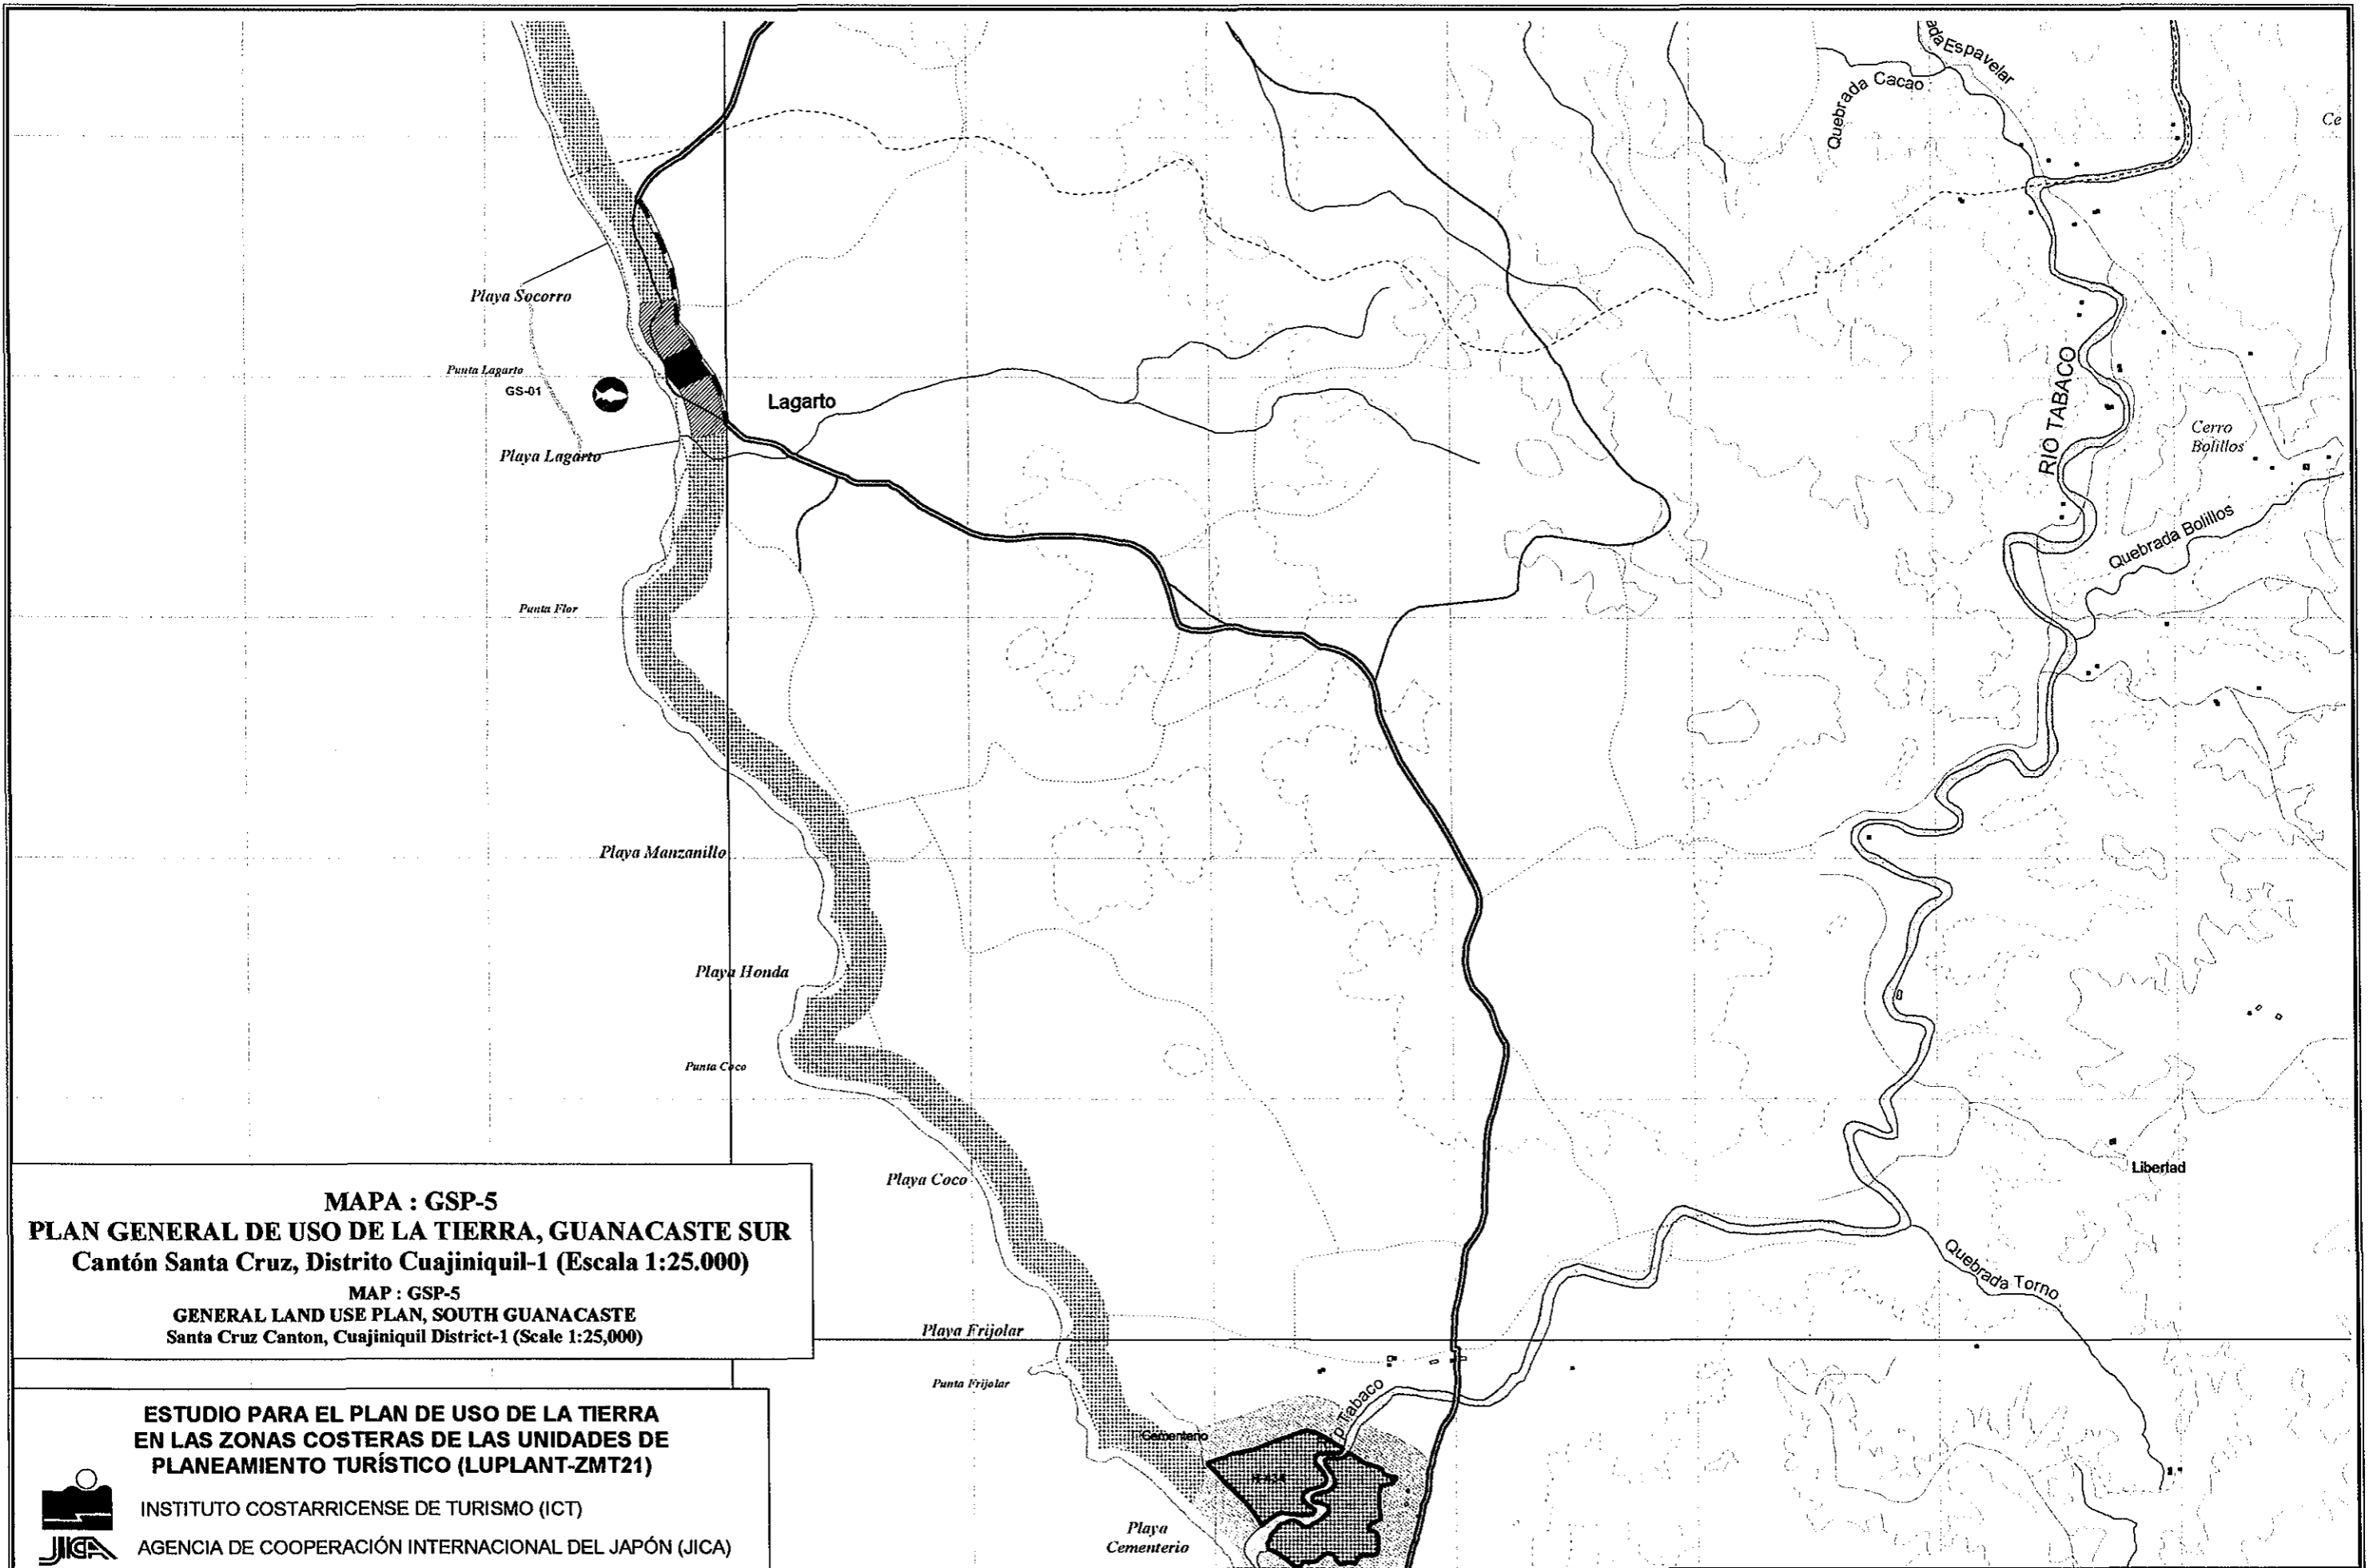 Espavelar
Quebrada Cacao
Ce
Playa Socorro
Punta Lagarto
GS-01
Lagarto
Playa Lagarto
RIO TABACO
Cerro
Bolillos
Quebrada Bolillos
Punta Flor
Playa Manzanillo
Playa Honda
Punta Coco
Playa Coco
Libertad
Quebrada Torno
Playa Frijolar
Punta Frijolar
Tabaco
Cementerio
Playa
Cementerio
MAPA : GSP-5
PLAN GENERAL DE USO DE LA TIERRA, GUANACASTE SUR
Cantón Santa Cruz, Distrito Cuajiniquil-1 (Escala 1:25.000)
MAP : GSP-5
GENERAL LAND USE PLAN, SOUTH GUANACASTE
Santa Cruz Canton, Cuajiniquil District-1 (Scale 1:25,000)
ESTUDIO PARA EL PLAN DE USO DE LA TIERRA
EN LAS ZONAS COSTERAS DE LAS UNIDADES DE
PLANEAMIENTO TURÍSTICO (LUPLANT-ZMT21)
INSTITUTO COSTARRICENSE DE TURISMO (ICT)
JICA AGENCIA DE COOPERACIÓN INTERNACIONAL DEL JAPÓN (JICA)